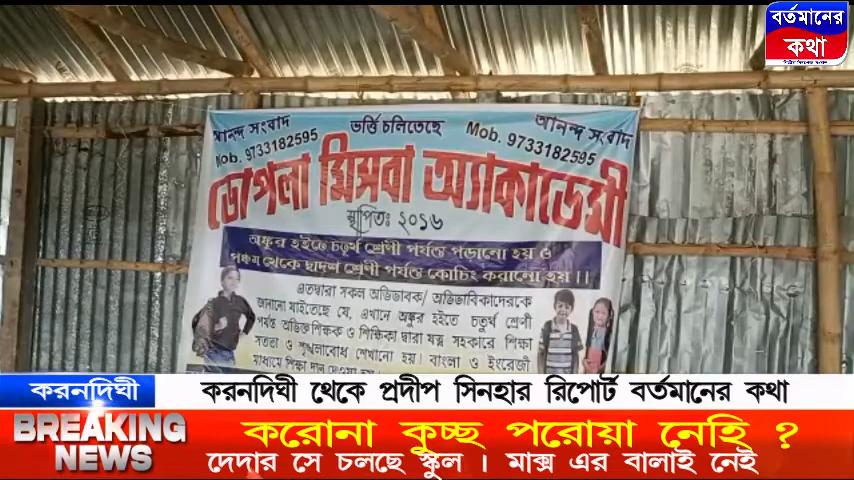 বর্তমানের
কথা
আনন্দ সংবাদ
ভর্ত্তি চলিতেছে
আনন্দ সংবাদ
Mob. 9733182595
Mob. 9733182595
ডোপলা মিসবা অ্যাকাডেমী
স্থাপিতঃ ২০১৬
অঙ্কুর হইতে চতুর্থ শ্রেণী পর্যন্ত পড়ানো হয় ও
পঞ্চম থেকে দ্বাদশ শ্রেণী পর্যন্ত কোচিং করানো হয় ।।
এতদ্বারা সকল অভিভাবক/ অভিভাবিকাদেরকে
জানানো যাইতেছে যে, এখানে অঙ্কুর হইতে চতুর্থ শ্রেণী
পর্যন্ত অভিজ্ঞ শিক্ষক ও শিক্ষিকা দ্বারা যত্ন সহকারে শিক্ষা
সততা ও শৃঙ্খলাবোধ শেখানো হয়। বাংলা ও ইংরেজী
মাধ্যমে শিক্ষা দান দেওয়া হয়।
করনদিঘী
করনদিঘী থেকে প্রদীপ সিনহার রিপোর্ট বর্তমানের কথা
BREAKING
NEWS
করোনা কুচ্ছ পরোয়া নেহি ?
দেদার সে চলছে স্কুল । মাক্স এর বালাই নেই